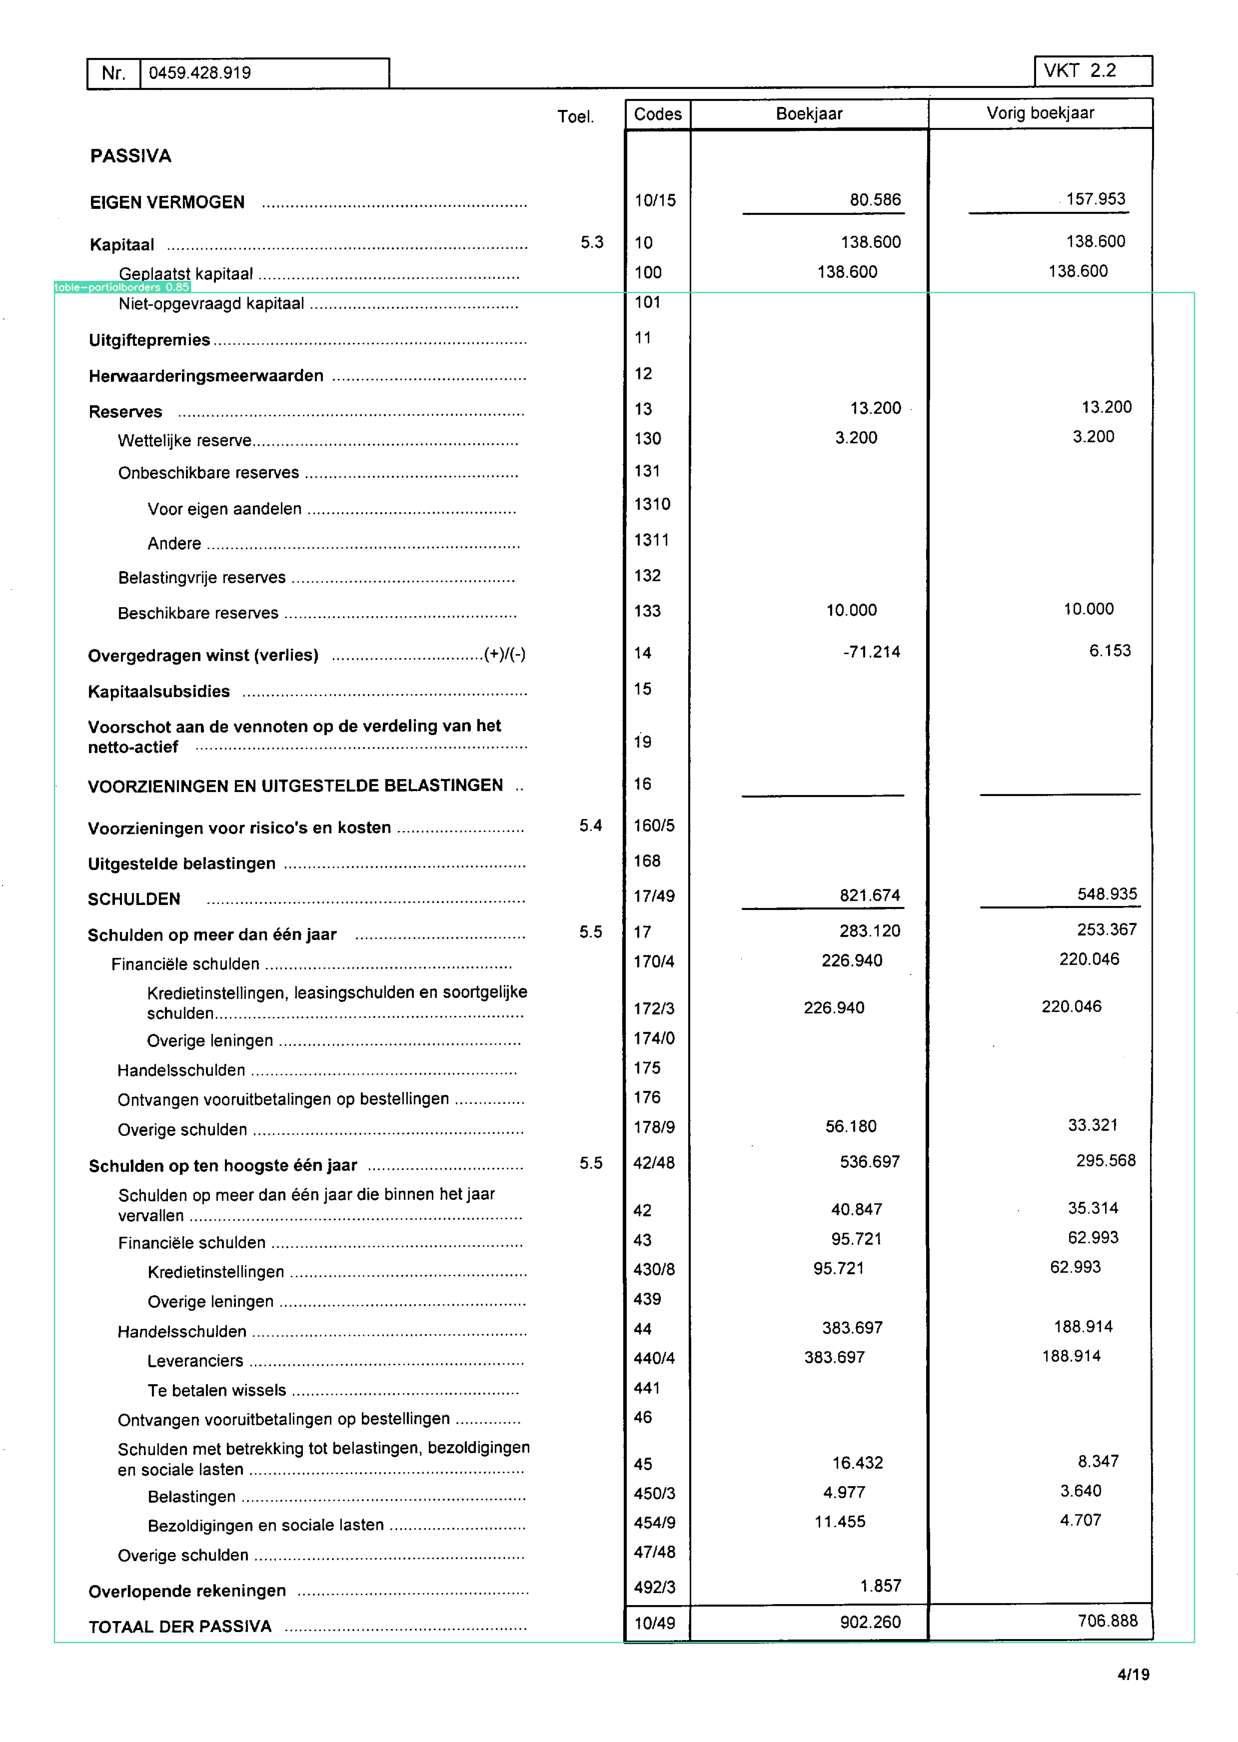 Nr. 0459.428.919 VKT 2.2
Toel. Codes Boekjaar Vorig boekjaar
PASSIVA
EIGEN VERMOGEN ........ 10/15 80.586 157.953
Kapitaal ........ 5.3 10 138.600 138.600
Geplaatst kapitaal ........ 100 138.600 138.600
table-partialborders 0.85
Niet-opgevraagd kapitaal ........ 101
Uitgiftepremies ........ 11
Herwaarderingsmeerwaarden ........ 12
Reserves ........ 13 13.200 13.200
Wettelijke reserve ........ 130 3.200 3.200
Onbeschikbare reserves ........ 131
Voor eigen aandelen ........ 1310
Andere ........ 1311
Belastingvrije reserves ........ 132
Beschikbare reserves ........ 133 10.000 10.000
Overgedragen winst (verlies) ........(+)/(-) 14 -71.214 6.153
Kapitaalsubsidies ........ 15
Voorschot aan de vennoten op de verdeling van het
netto-actief ........ 19
VOORZIENINGEN EN UITGESTELDE BELASTINGEN .. 16
Voorzieningen voor risico's en kosten ........ 5.4 160/5
Uitgestelde belastingen ........ 168
SCHULDEN ........ 17/49 821.674 548.935
Schulden op meer dan één jaar ........ 5.5 17 283.120 253.367
Financiële schulden ........ 170/4 226.940 220.046
Kredietinstellingen, leasingschulden en soortgelijke
schulden ........ 172/3 226.940 220.046
Overige leningen ........ 174/0
Handelsschulden ........ 175
Ontvangen vooruitbetalingen op bestellingen ........ 176
Overige schulden ........ 178/9 56.180 33.321
Schulden op ten hoogste één jaar ........ 5.5 42/48 536.697 295.568
Schulden op meer dan één jaar die binnen het jaar
vervallen ........ 42 40.847 35.314
Financiële schulden ........ 43 95.721 62.993
Kredietinstellingen ........ 430/8 95.721 62.993
Overige leningen ........ 439
Handelsschulden ........ 44 383.697 188.914
Leveranciers ........ 440/4 383.697 188.914
Te betalen wissels ........ 441
Ontvangen vooruitbetalingen op bestellingen ........ 46
Schulden met betrekking tot belastingen, bezoldigingen
en sociale lasten ........ 45 16.432 8.347
Belastingen ........ 450/3 4.977 3.640
Bezoldigingen en sociale lasten ........ 454/9 11.455 4.707
Overige schulden ........ 47/48
Overlopende rekeningen ........ 492/3 1.857
TOTAAL DER PASSIVA ........ 10/49 902.260 706.888
4/19